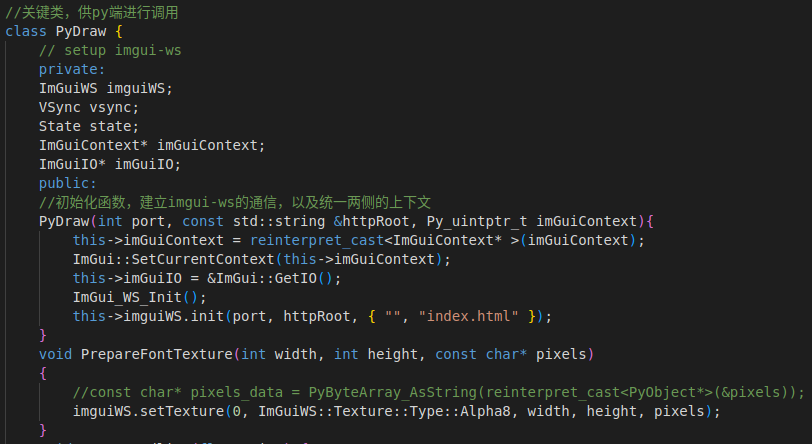 //关键类，供py端进行调用
class PyDraw {
    // setup imgui-ws
    private:
    ImGuiWS imguiWS;
    VSync vsync;
    State state;
    ImGuiContext* imGuiContext;
    ImGuiIO* imGuiIO;
    public:
    //初始化函数，建立imgui-ws的通信，以及统一两侧的上下文
    PyDraw(int port, const std::string &httpRoot, Py_uintptr_t imGuiContext){
        this->imGuiContext = reinterpret_cast<ImGuiContext* >(imGuiContext);
        ImGui::SetCurrentContext(this->imGuiContext);
        this->imGuiIO = &ImGui::GetIO();
        ImGui_WS_Init();
        this->imguiWS.init(port, httpRoot, { "", "index.html" });
    }
    void PrepareFontTexture(int width, int height, const char* pixels)
    {
        //const char* pixels_data = PyByteArray_AsString(reinterpret_cast<PyObject*>(&pixels));
        imguiWS.setTexture(0, ImGuiWS::Texture::Type::Alpha8, width, height, pixels);
    }